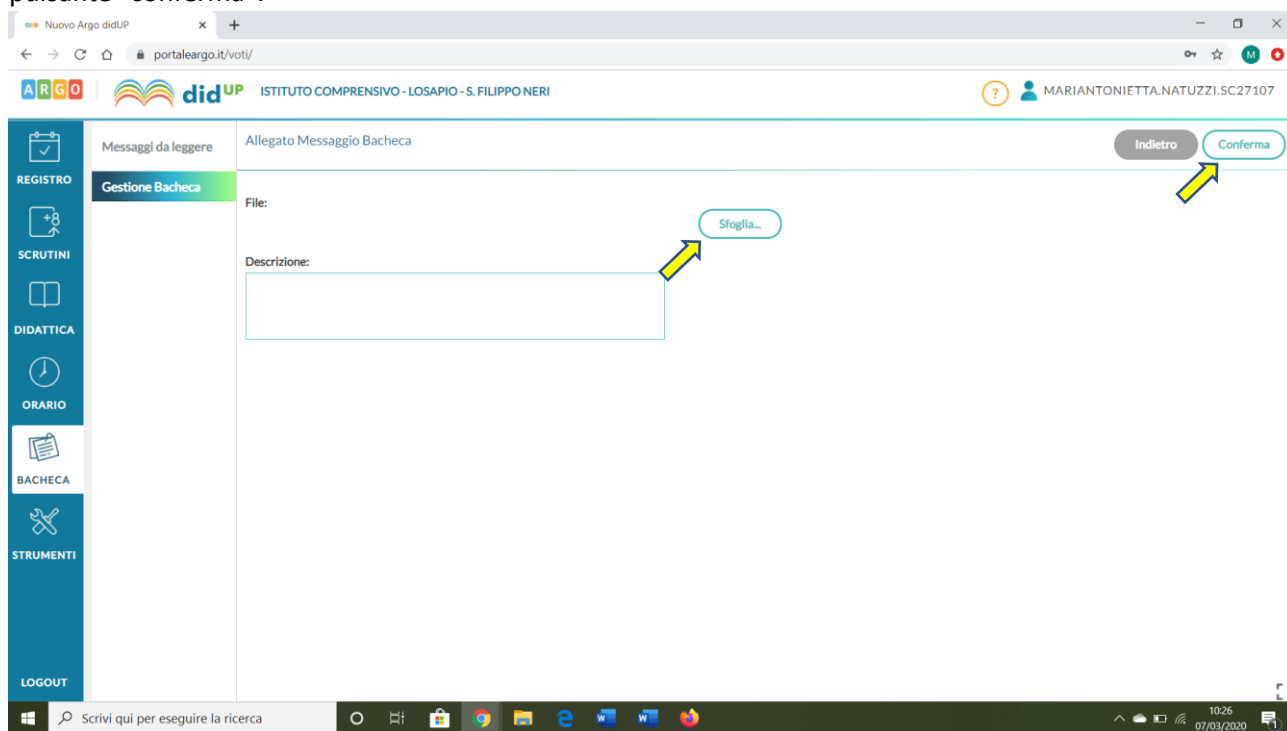 pulsante "conferma".
Nuovo Argo didUP
portaleargo.it/voti/
M
ARGO
didUP
ISTITUTO COMPRENSIVO - LOSAPIO - S. FILIPPO NERI
?
MARIANTONIETTA.NATUZZI.SC27107
REGISTRO
+8
SCRUTINI
DIDATTICA
ORARIO
BACHECA
STRUMENTI
LOGOUT
Messaggi da leggere
Gestione Bacheca
Allegato Messaggio Bacheca
Indietro
Conferma
File:
Sfoglia...
Descrizione:
Scrivi qui per eseguire la ricerca
10:26
07/03/2020
1